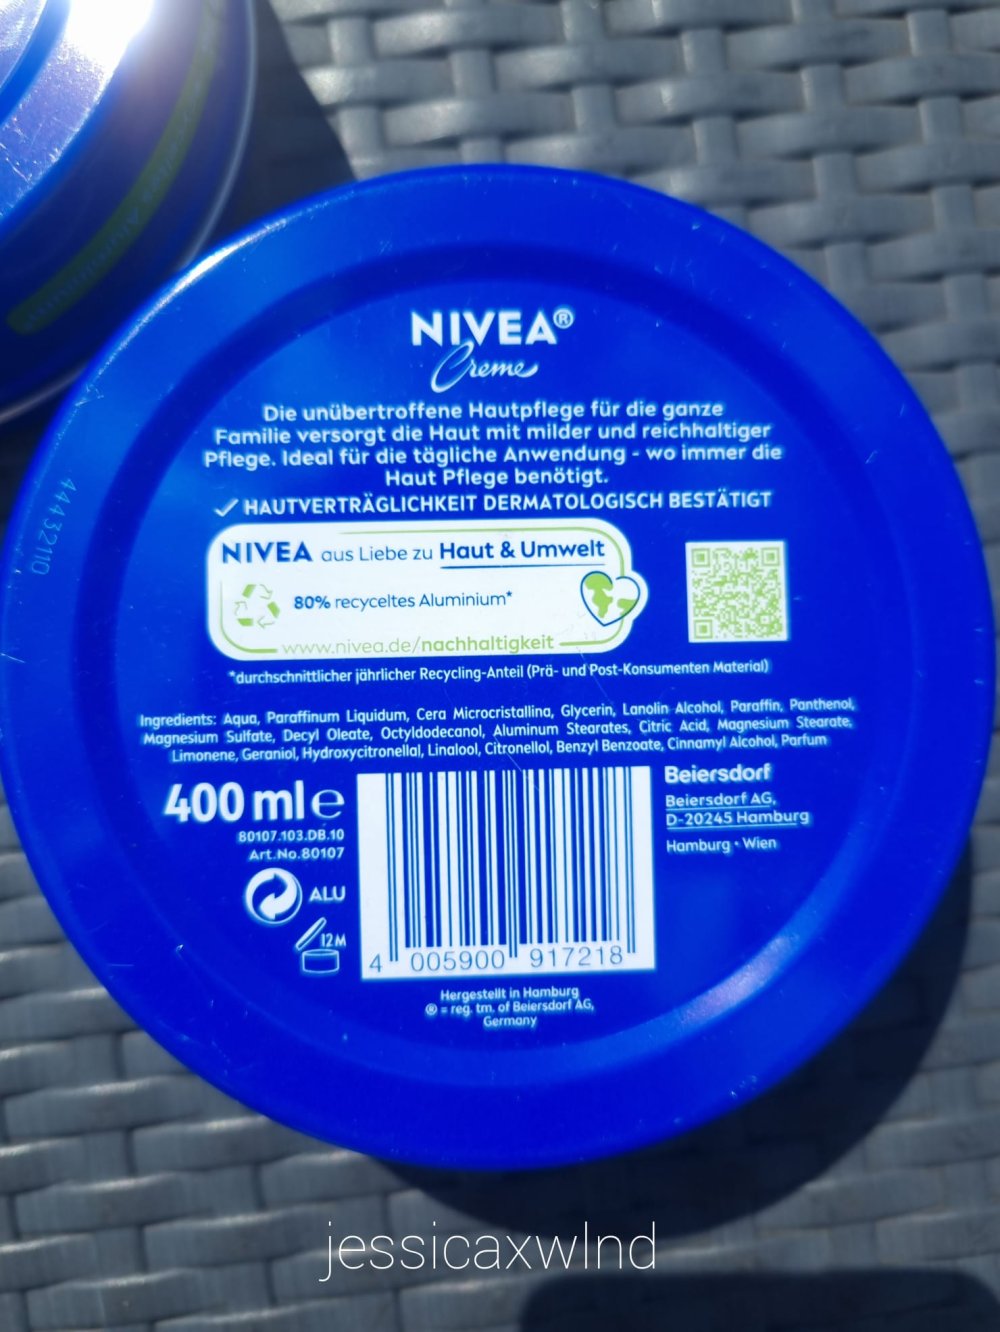 NIVEA®
Creme
Die unübertroffene Hautpflege für die ganze
Familie versorgt die Haut mit milder und reichhaltiger
Pflege. Ideal für die tägliche Anwendung - wo immer die
Haut Pflege benötigt.
HAUTVERTRÄGLICHKEIT DERMATOLOGISCH BESTÄTIGT
NIVEA aus Liebe zu Haut & Umwelt
80% recyceltes Aluminium*
www.nivea.de/nachhaltigkeit
*durchschnittlicher jährlicher Recycling-Anteil (Prä- und Post-Konsumenten Material)
Ingredients: Aqua, Paraffinum Liquidum, Cera Microcristallina, Glycerin, Lanolin Alcohol, Paraffin, Panthenol,
Magnesium Sulfate, Decyl Oleate, Octyldodecanol, Aluminum Stearates, Citric Acid, Magnesium Stearate,
Limonene, Geraniol, Hydroxycitronellal, Linalool, Citronellol, Benzyl Benzoate, Cinnamyl Alcohol, Parfum
400 ml e
80107.103.DB.10
Art.No.80107
ALU
12M
4 005900 917218
Beiersdorf
Beiersdorf AG,
D-20245 Hamburg
Hamburg • Wien
Hergestellt in Hamburg
® = reg. tm. of Beiersdorf AG,
Germany
jessicaxwlnd